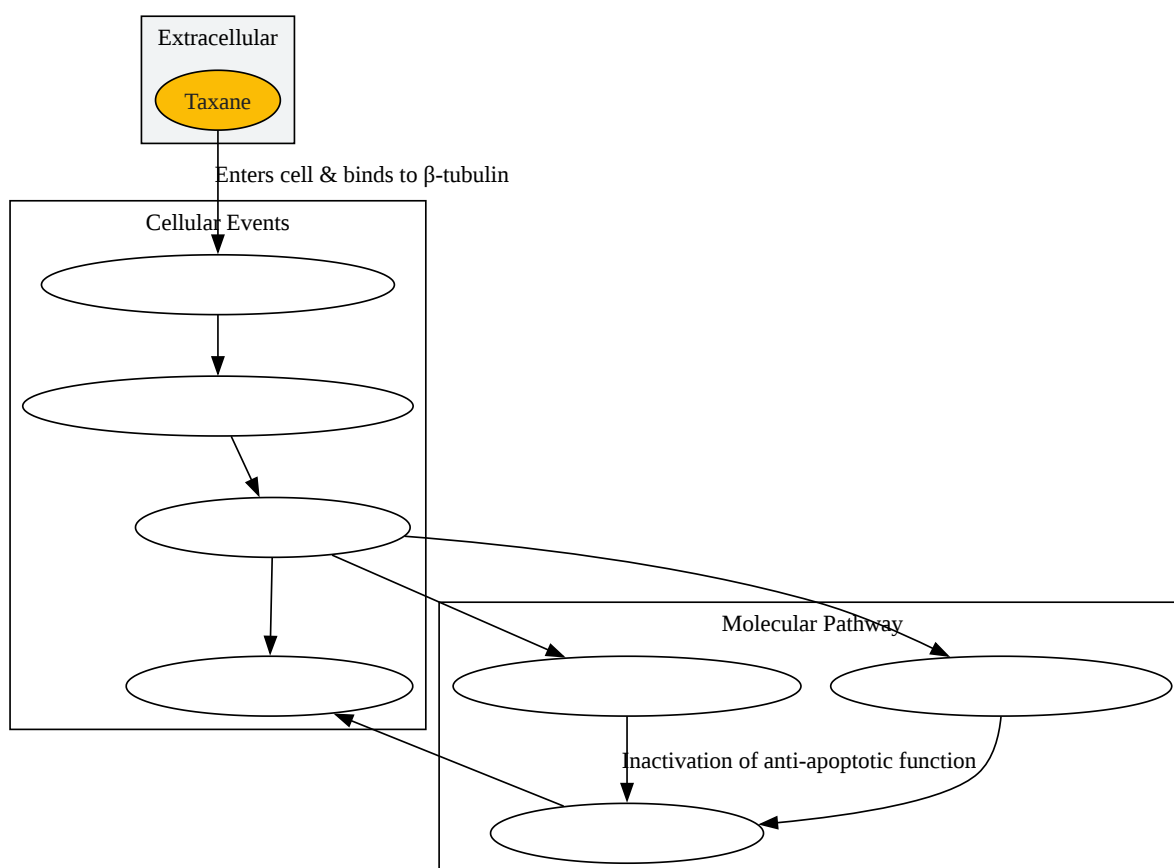 Extracellular
Taxane
Enters cell & binds to β-tubulin
Cellular Events
Molecular Pathway
Inactivation of anti-apoptotic function